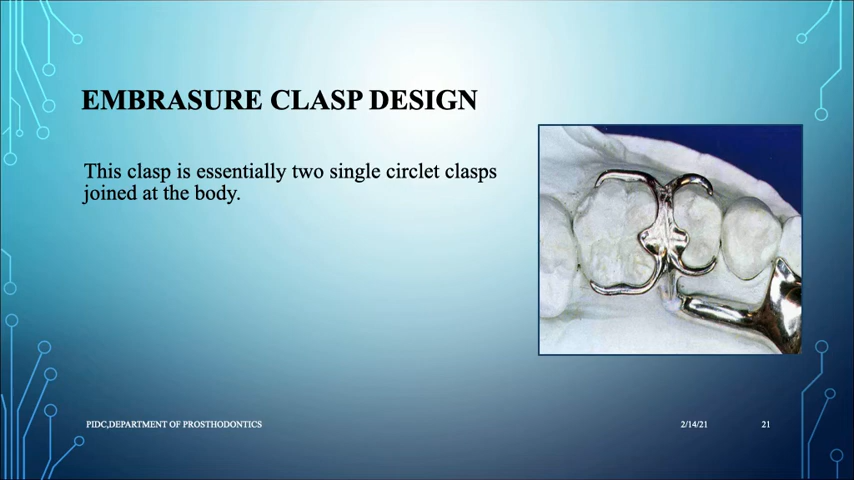 EMBRASURE CLASP DESIGN
This clasp is essentially two single circlet clasps
joined at the body.
PIDC,DEPARTMENT OF PROSTHODONTICS
2/14/21
21